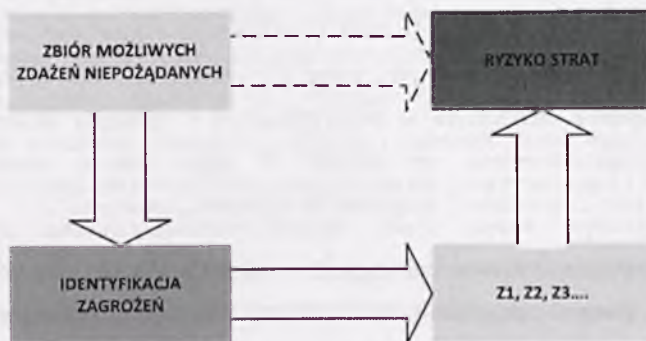 ZBIÓR MOŻLIWYCH
ZDAŻEŃ NIEPOŻĄDANYCH
RYZYKO STRAT
IDENTYFIKACJA
ZAGROŻEŃ
Z1, Z2, Z3....